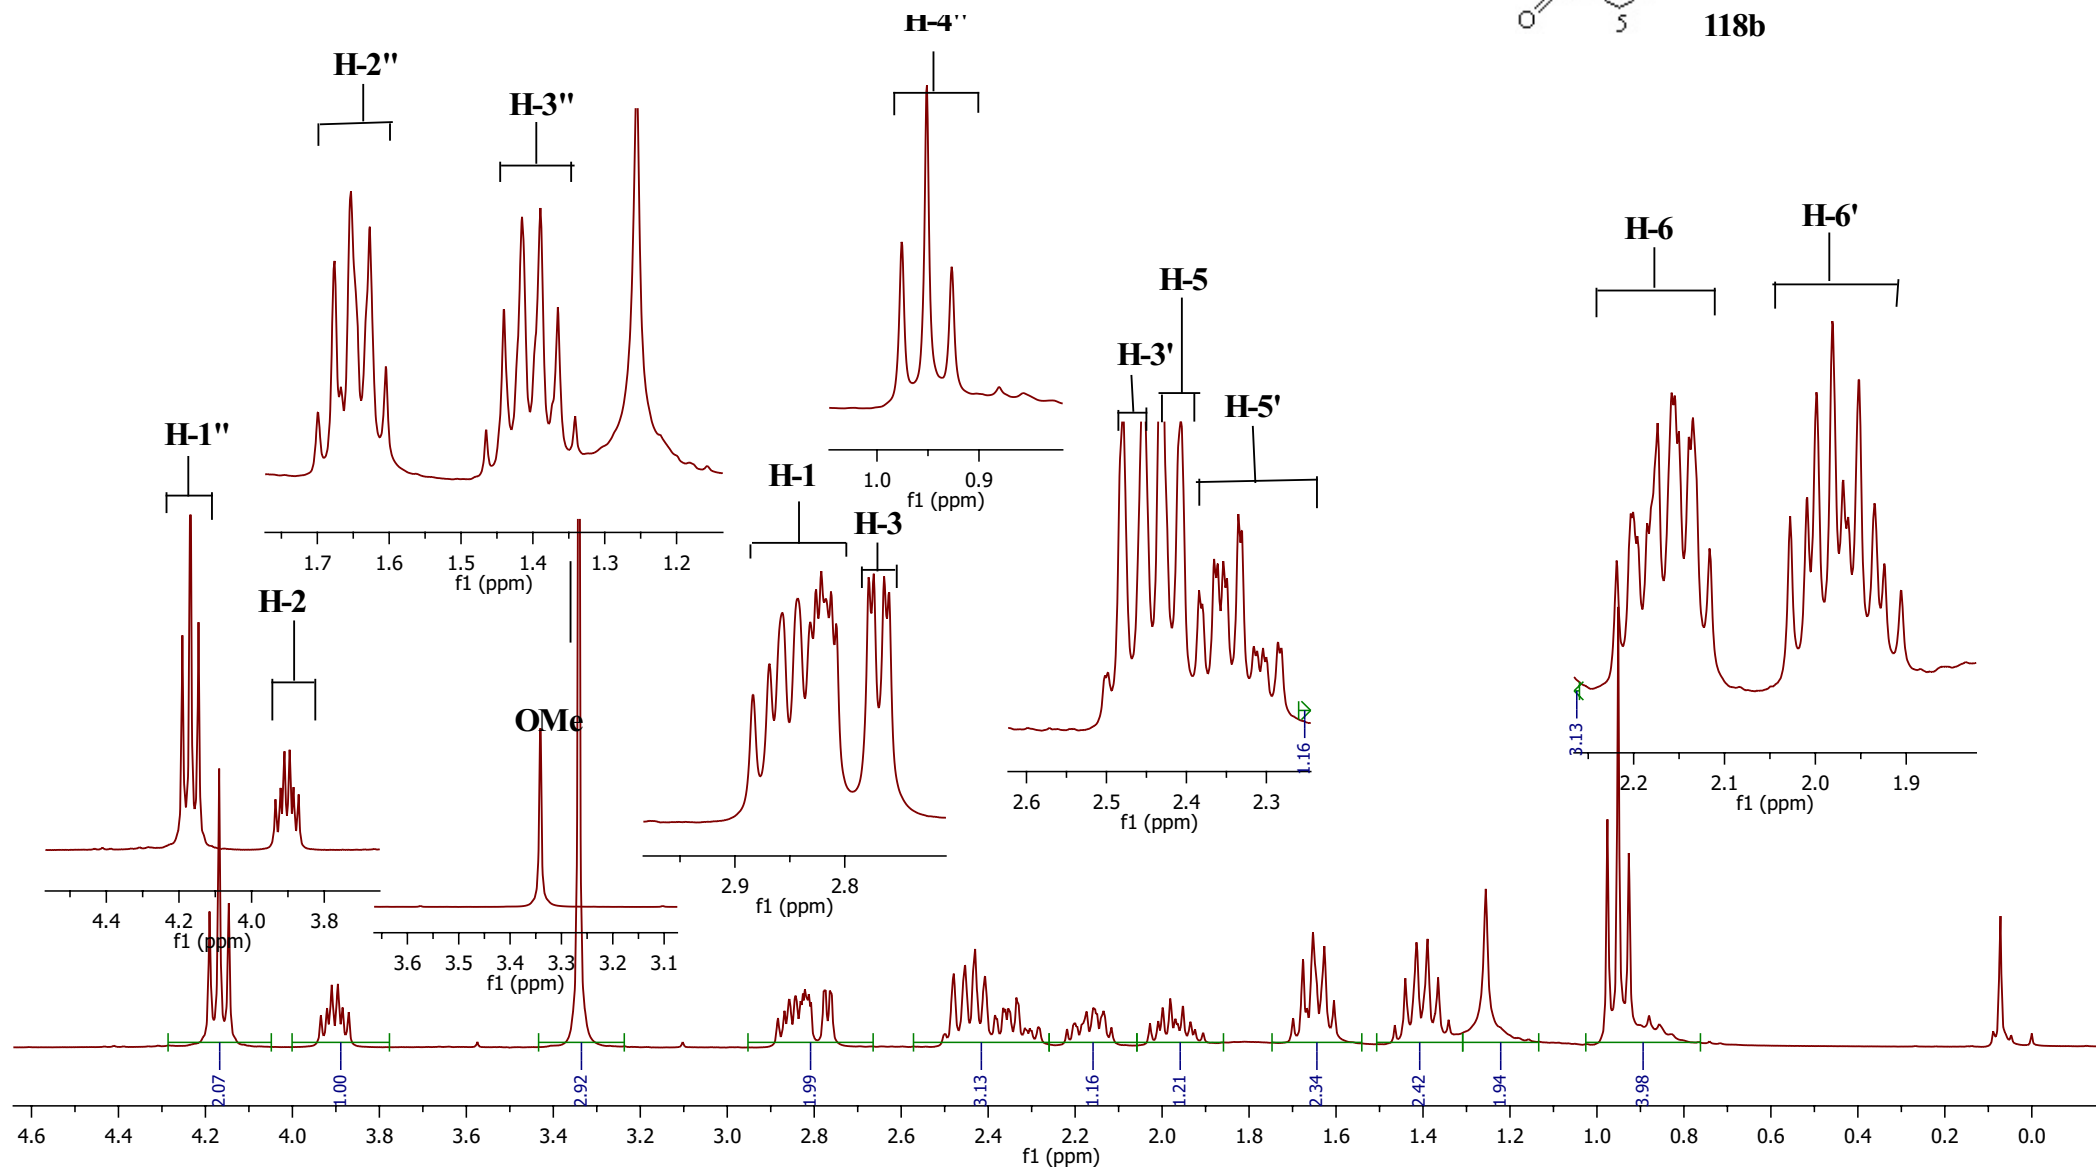 H-4''
O
5
118b
H-2''
H-3''
1.0 0.9
f1 (ppm)
H-6'
H-6
H-5
H-3'
H-5'
H-1''
H-1
H-3
1.7 1.6 1.5 1.4 1.3 1.2
f1 (ppm)
H-2
OMe
1.16
3.13
2.6 2.5 2.4 2.3
f1 (ppm)
2.2 2.1 2.0 1.9
f1 (ppm)
4.4 4.2 4.0 3.8
f1 (ppm)
2.9 2.8
f1 (ppm)
3.6 3.5 3.4 3.3 3.2 3.1
f1 (ppm)
2.07 1.00 2.92 1.99 3.13 1.16 1.21 2.34 2.42 1.94 3.98
4.6 4.4 4.2 4.0 3.8 3.6 3.4 3.2 3.0 2.8 2.6 2.4 2.2 2.0 1.8 1.6 1.4 1.2 1.0 0.8 0.6 0.4 0.2 0.0
f1 (ppm)